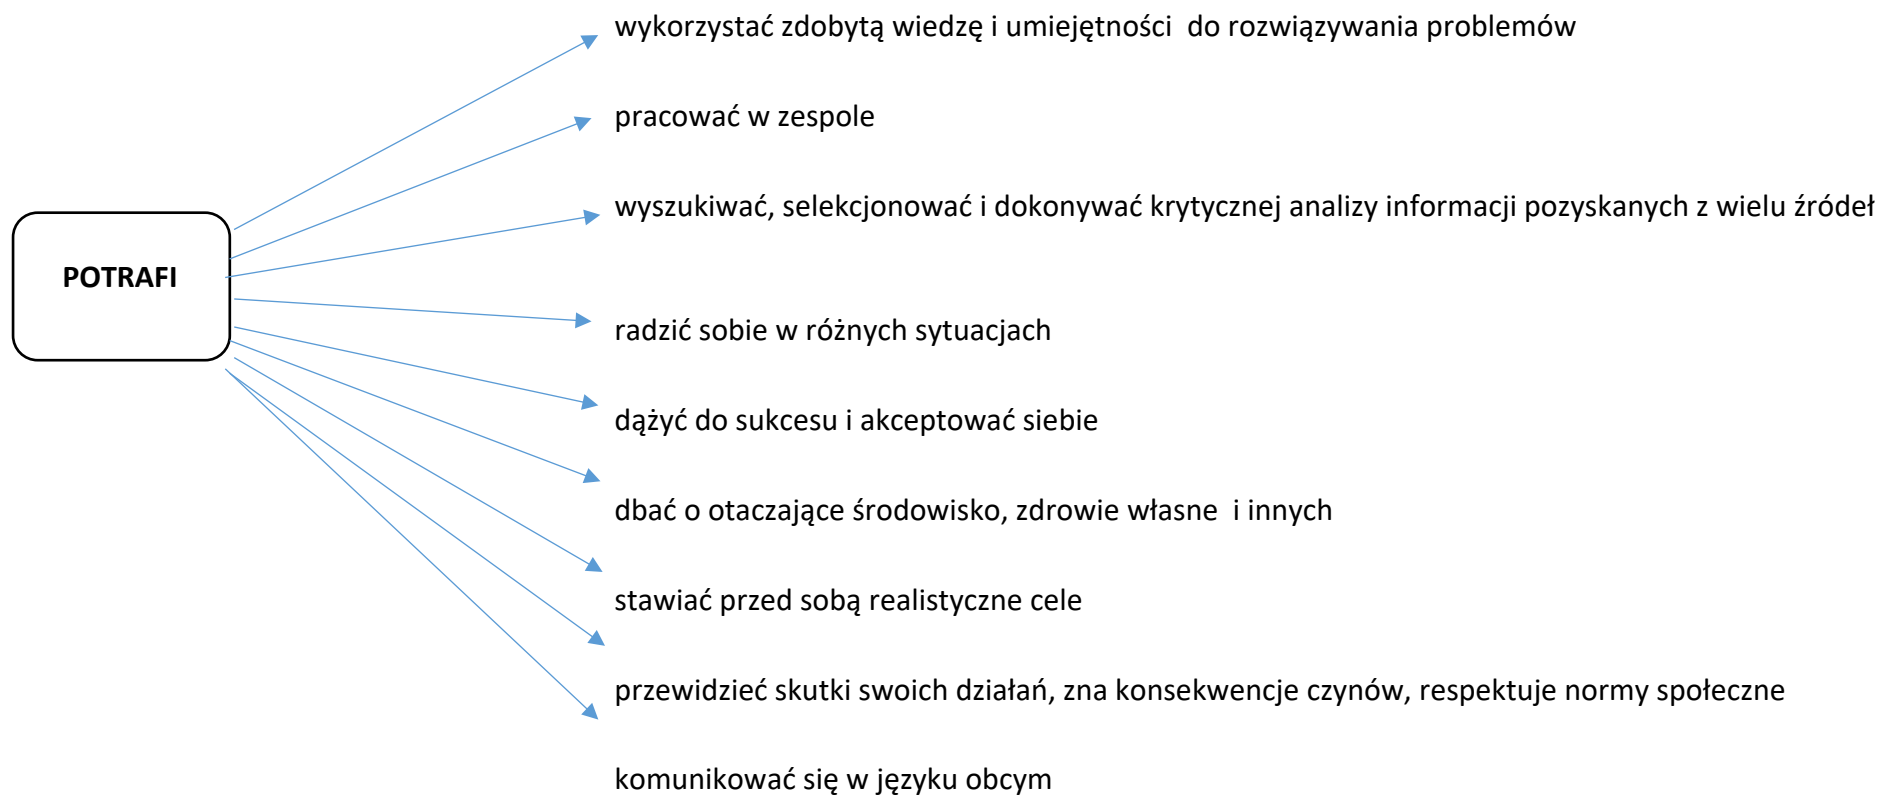 wykorzystać zdobytą wiedzę i umiejętności  do rozwiązywania problemów
pracować w zespole
wyszukiwać, selekcjonować i dokonywać krytycznej analizy informacji pozyskanych z wielu źródeł
POTRAFI
radzić sobie w różnych sytuacjach
dążyć do sukcesu i akceptować siebie
dbać o otaczające środowisko, zdrowie własne  i innych
stawiać przed sobą realistyczne cele
przewidzieć skutki swoich działań, zna konsekwencje czynów, respektuje normy społeczne
komunikować się w języku obcym